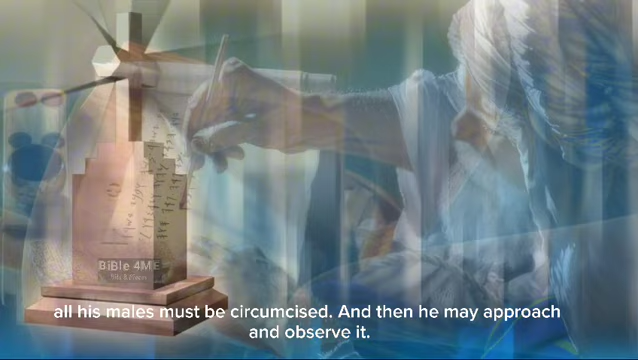 BiBle 4ME
all his males must be circumcised. And then he may approach
and observe it.